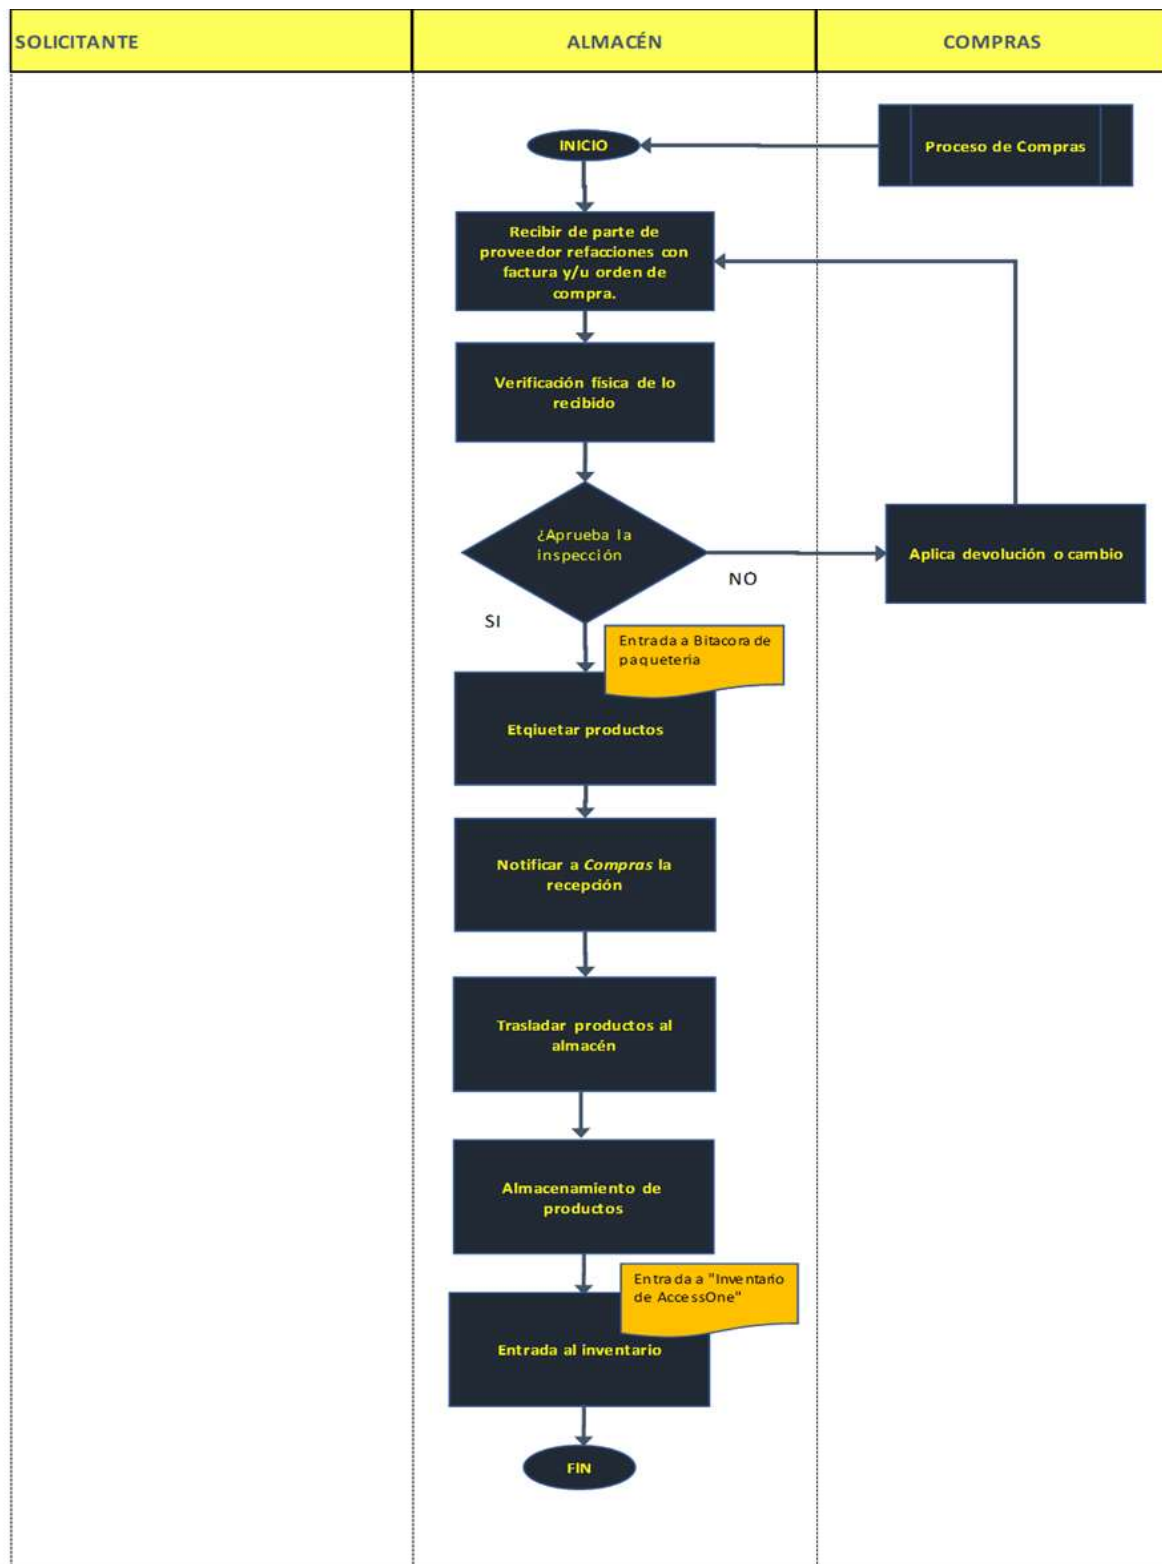 SOLICITANTE
ALMACÉN
COMPRAS
INICIO
Proceso de Compras
Recibir de parte de
proveedor refacciones con
factura y/u orden de
compra.
Verificación física de lo
recibido
¿Aprueba la
inspección
NO
Aplica devolución o cambio
SI
Entrada a Bitacora de
paqueteria
Etqiuetar productos
Notificar a Compras la
recepción
Trasladar productos al
almacén
Almacenamiento de
productos
Entrada a "Inventario
de AccessOne"
Entrada al inventario
FIN